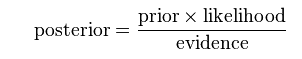 posterior = prior × likelihood / evidence